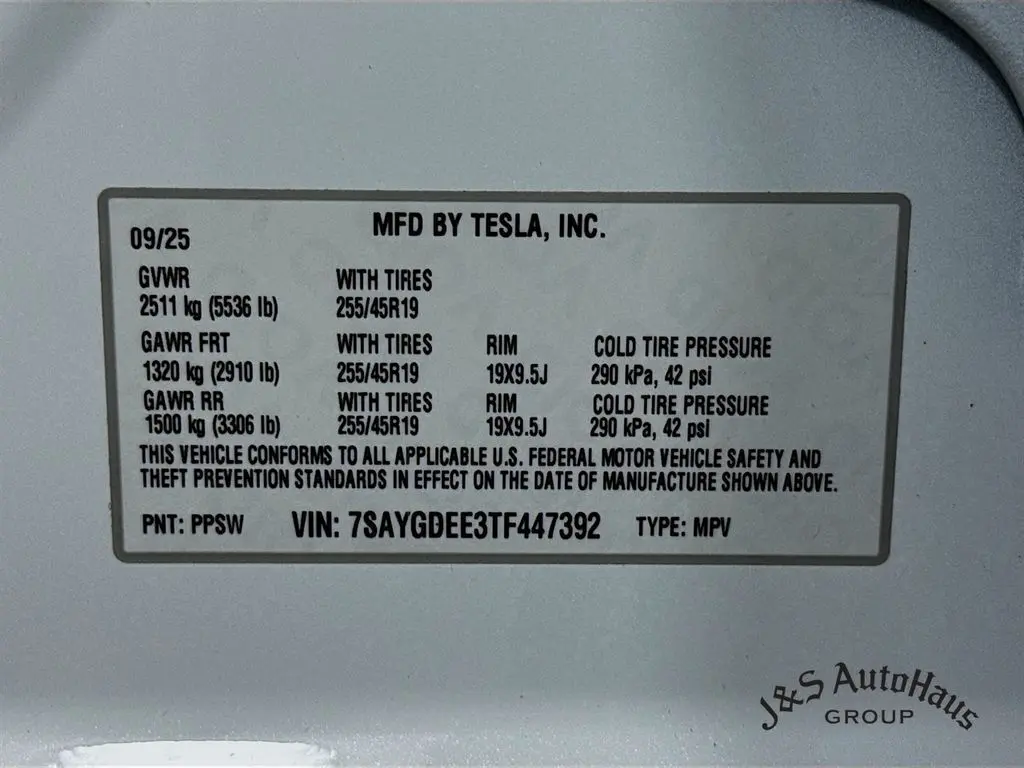 MFD BY TESLA, INC.
09/25
GVWR WITH TIRES
2511 kg (5536 lb) 255/45R19
GAWR FRT WITH TIRES RIM COLD TIRE PRESSURE
1320 kg (2910 lb) 255/45R19 19X9.5J 290 kPa, 42 psi
GAWR RR WITH TIRES RIM COLD TIRE PRESSURE
1500 kg (3306 lb) 255/45R19 19X9.5J 290 kPa, 42 psi
THIS VEHICLE CONFORMS TO ALL APPLICABLE U.S. FEDERAL MOTOR VEHICLE SAFETY AND
THEFT PREVENTION STANDARDS IN EFFECT ON THE DATE OF MANUFACTURE SHOWN ABOVE.
PNT: PPSW VIN: 7SAYGDEE3TF447392 TYPE: MPV
J&S AutoHaus
GROUP